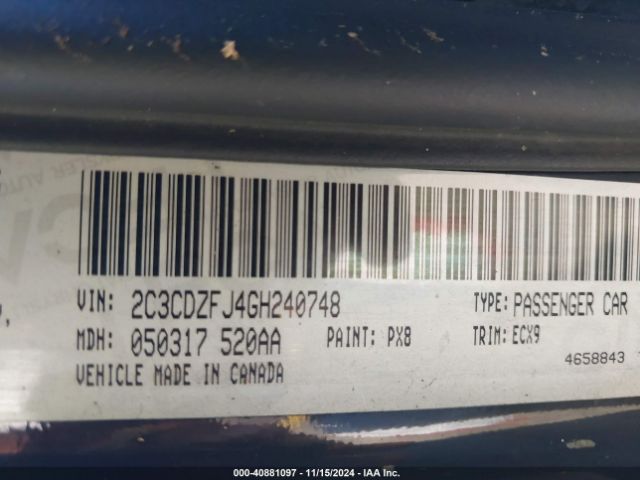 VIN: 2C3CDZFJ4GH240748 TYPE: PASSENGER CAR
MDH: 050317 520AA PAINT: PX8 TRIM: ECX9
VEHICLE MADE IN CANADA 4658843
000-40881097 - 11/15/2024 - IAA Inc.